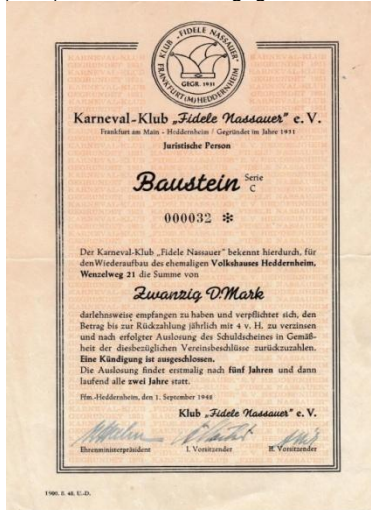 KLUB „FIDELE NASSAUER“
FRANKFURT (M) HEDDERNHEIM
GEGR. 1931
Karneval-Klub „Fidele Nassauer“ e. V.
Frankfurt am Main - Heddernheim / Gegründet im Jahre 1931
Juristische Person
Baustein Serie C
000032 ✻
Der Karneval-Klub „Fidele Nassauer“ bekennt hierdurch, für
den Wiederaufbau des ehemaligen Volkshauses Heddernheim,
Wenzelweg 21 die Summe von
Zwanzig D.Mark
darlehnsweise empfangen zu haben und verpflichtet sich, den
Betrag bis zur Rückzahlung jährlich mit 4 v. H. zu verzinsen
und nach erfolgter Auslosung des Schuldscheines in Gemäß-
heit der diesbezüglichen Vereinsbeschlüsse zurückzuzahlen.
Eine Kündigung ist ausgeschlossen.
Die Auslosung findet erstmalig nach fünf Jahren und dann
laufend alle zwei Jahre statt.
Ffm.-Heddernheim, den 1. September 1948
Klub „Fidele Nassauer“ e. V.
Ehrenministerpräsident I. Vorsitzender II. Vorsitzender
1900. 8. 48. U.-D.